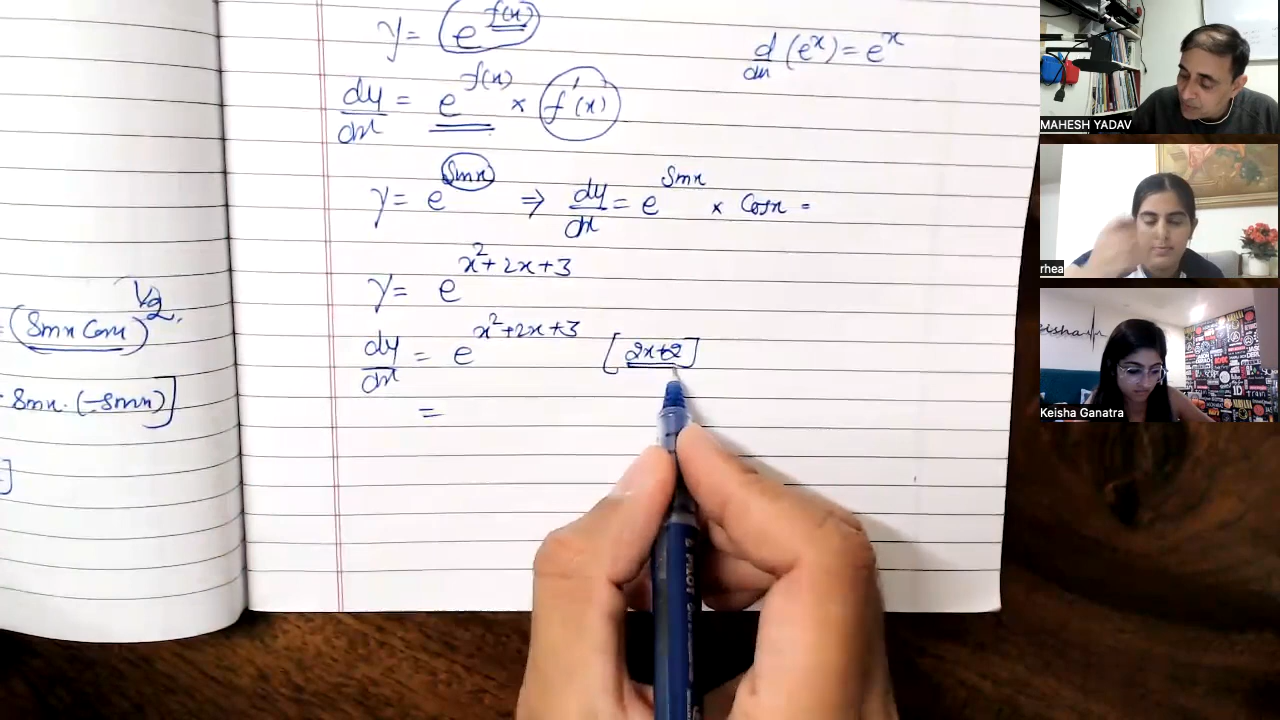 y = e^{f(x)}
d/dx (e^x) = e^x
dy/dx = e^{f(x)} × f'(x)
y = e^{Sinx} ⇒ dy/dx = e^{Sinx} × Cosx =
y = e^{x²+2x+3}
dy/dx = e^{x²+2x+3} [2x+2]
=
= (Sinx Cosx)^{1/2}.
Sinx. (-Sinx)]
]
MAHESH YADAV
rhea
Keisha Ganatra